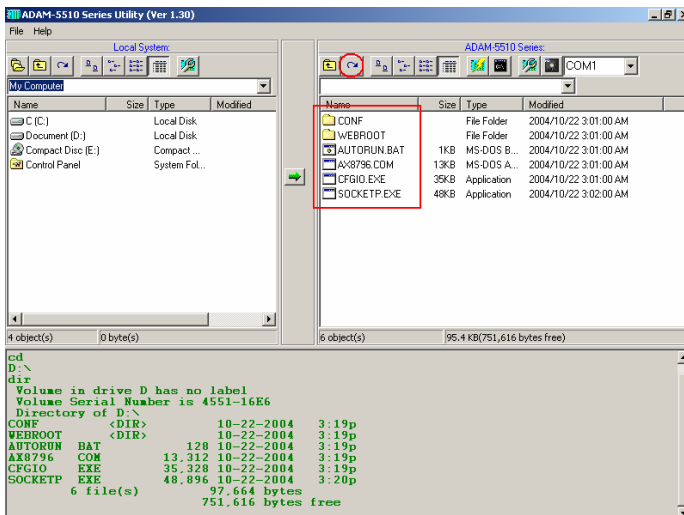 ADAM-5510 Series Utility (Ver 1.30)
File Help
Local System:
ADAM-5510 Series:
COM1
My Computer
Name Size Type Modified
C (C:) Local Disk
Document (D:) Local Disk
Compact Disc (E:) Compact ...
Control Panel System Fol...
Name Size Type Modified
CONF File Folder 2004/10/22 3:01:00 AM
WEBROOT File Folder 2004/10/22 3:01:00 AM
AUTORUN.BAT 1KB MS-DOS B... 2004/10/22 3:01:00 AM
AX8796.COM 13KB MS-DOS A... 2004/10/22 3:01:00 AM
CFGIO.EXE 35KB Application 2004/10/22 3:01:00 AM
SOCKETP.EXE 48KB Application 2004/10/22 3:02:00 AM
4 object(s) 0 byte(s)
6 object(s) 95.4 KB(751,616 bytes free)
cd
D:\
dir
Volume in drive D has no label
Volume Serial Number is 4551-16E6
Directory of D:\
CONF <DIR> 10-22-2004 3:19p
WEBROOT <DIR> 10-22-2004 3:19p
AUTORUN BAT 128 10-22-2004 3:19p
AX8796 COM 13,312 10-22-2004 3:19p
CFGIO EXE 35,328 10-22-2004 3:19p
SOCKETP EXE 48,896 10-22-2004 3:20p
6 file(s) 97,664 bytes
751,616 bytes free